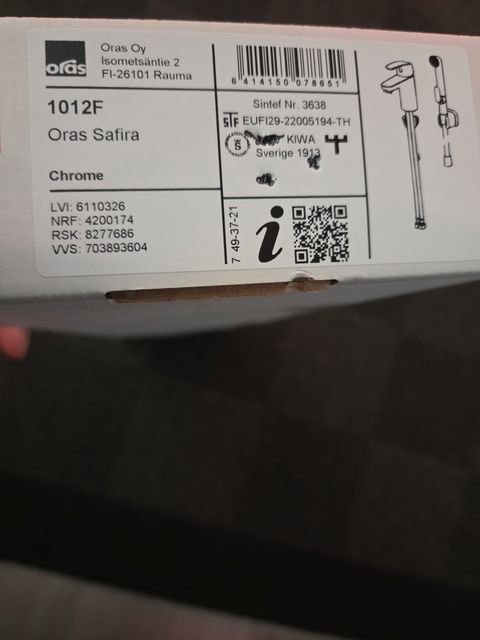 oras
Oras Oy
Isometsäntie 2
FI-26101 Rauma
1012F
Oras Safira
Chrome
LVI: 6110326
NRF: 4200174
RSK: 8277686
VVS: 703893604
6 414150 078651
Sintef Nr. 3638
STF EUFI29-22005194-TH
KIWA
Sverige 1913
7 49-37-21
i